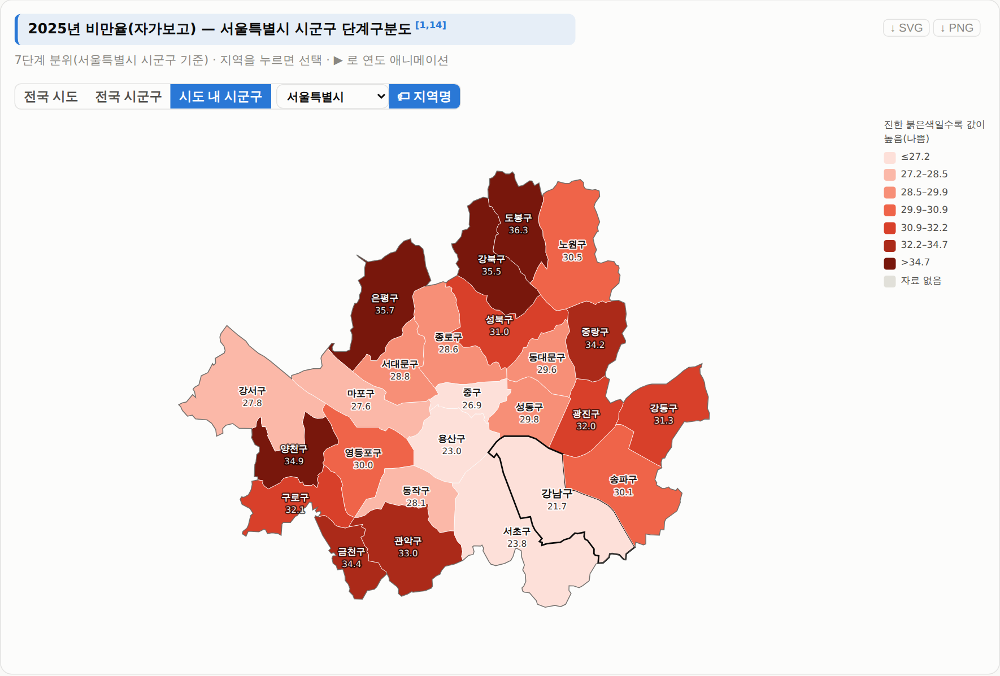 2025년 비만율(자가보고) — 서울특별시 시군구 단계구분도 [1,14]
↓ SVG
↓ PNG
7단계 분위(서울특별시 시군구 기준) · 지역을 누르면 선택 · ▶ 로 연도 애니메이션
전국 시도
전국 시군구
시도 내 시군구
서울특별시
지역명
진한 붉은색일수록 값이
높음(나쁨)
≤27.2
27.2–28.5
28.5–29.9
29.9–30.9
30.9–32.2
32.2–34.7
>34.7
자료 없음
도봉구
36.3
노원구
30.5
강북구
35.5
은평구
35.7
성북구
31.0
중랑구
34.2
종로구
28.6
동대문구
29.6
서대문구
28.8
강서구
27.8
마포구
27.6
중구
26.9
성동구
29.8
광진구
32.0
강동구
31.3
양천구
34.9
영등포구
30.0
용산구
23.0
송파구
30.1
동작구
28.1
강남구
21.7
구로구
32.1
서초구
23.8
관악구
33.0
금천구
34.4